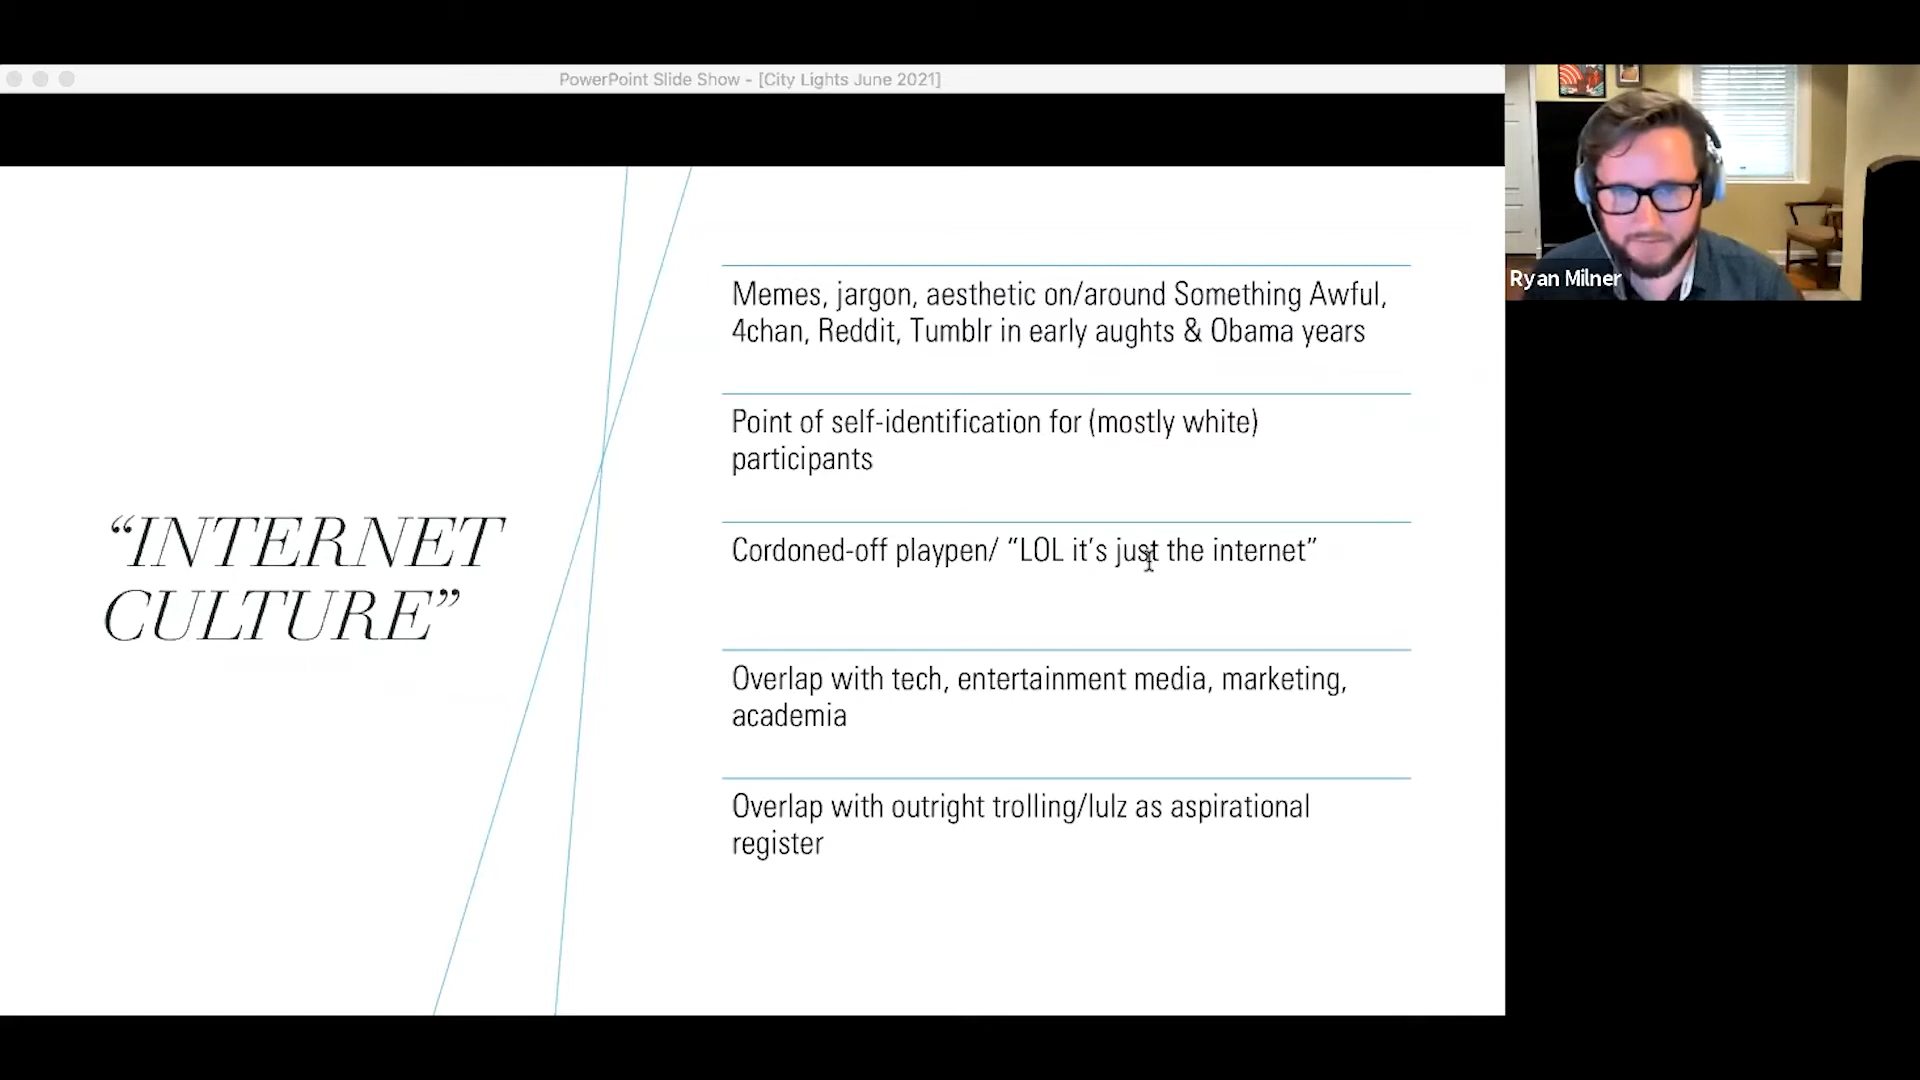 PowerPoint Slide Show - [City Lights June 2021]
“INTERNET
CULTURE”
Memes, jargon, aesthetic on/around Something Awful,
4chan, Reddit, Tumblr in early aughts & Obama years
Point of self-identification for (mostly white)
participants
Cordoned-off playpen/ “LOL it’s just the internet”
Overlap with tech, entertainment media, marketing,
academia
Overlap with outright trolling/lulz as aspirational
register
Ryan Milner